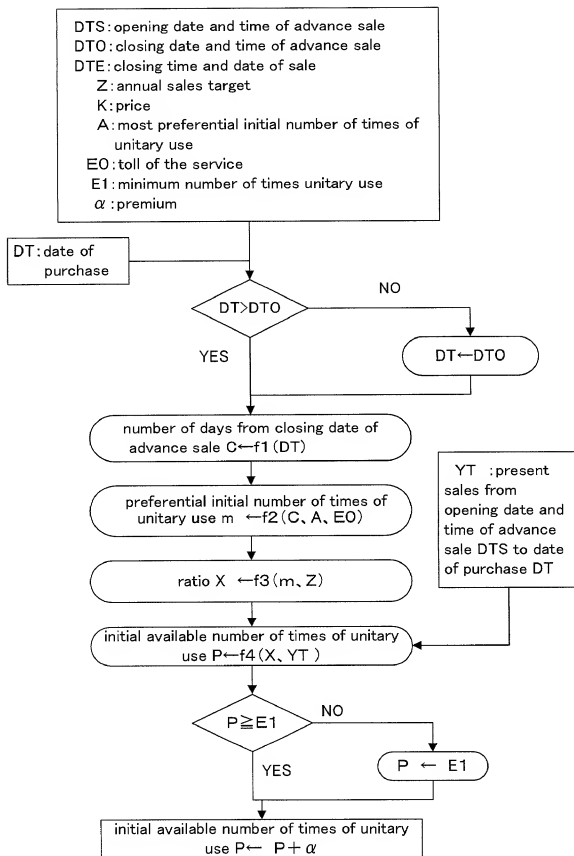 DTS:opening date and time of advance sale
DTO:closing date and time of advance sale
DTE:closing time and date of sale
Z:annual sales target
K:price
A:most preferential initial number of times of
unitary use
E0:toll of the service
E1:minimum number of times unitary use
α:premium
DT:date of
purchase
DT>DTO
NO
YES
DT←DTO
number of days from closing date of
advance sale C←f1(DT)
preferential initial number of times of
unitary use m ←f2(C、A、E0)
YT :present
sales from
opening date and
time of advance
sale DTS to date
of purchase DT
ratio X ←f3(m、Z)
initial available number of times of unitary
use P←f4(X、YT)
P≧E1
NO
YES
P ← E1
initial available number of times of unitary
use P← P+α